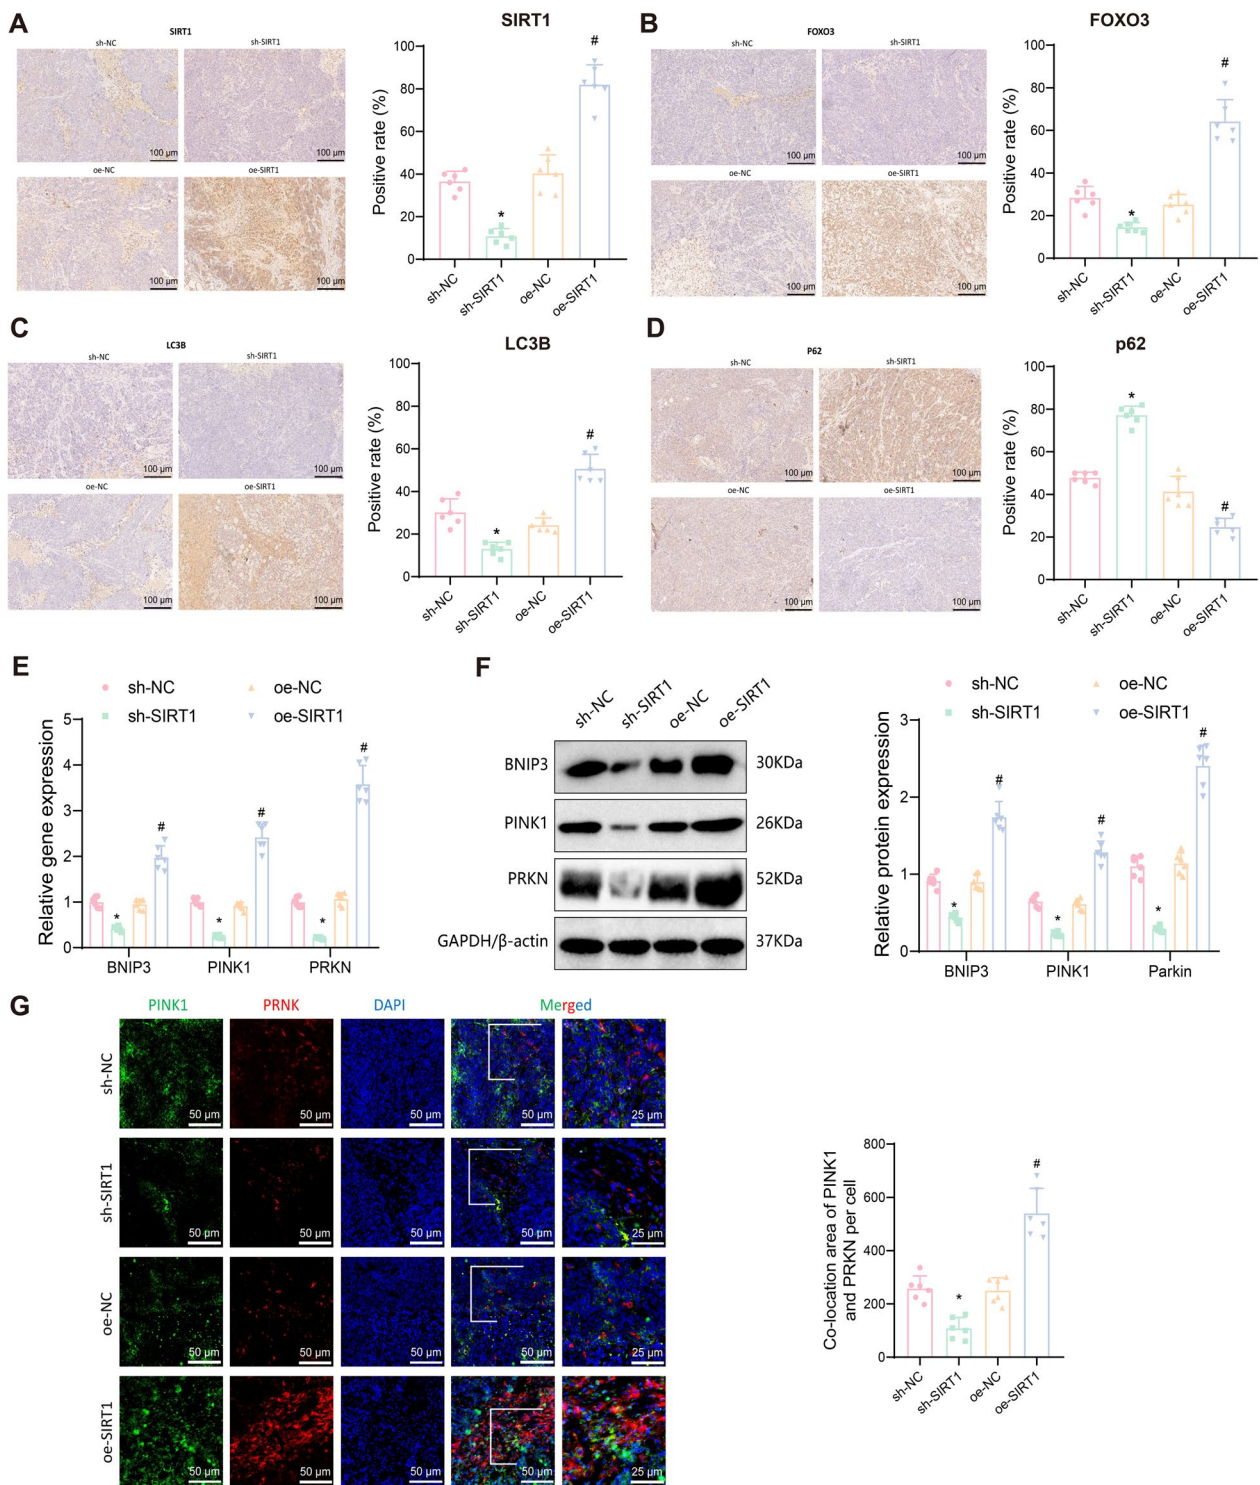 A
SIRT1
sh-NC
sh-SIRT1
100 µm
100 µm
oe-NC
oe-SIRT1
100 µm
100 µm
SIRT1
Positive rate (%)
100
80
60
40
20
0
#
*
sh-NC
sh-SIRT1
oe-NC
oe-SIRT1
B
FOXO3
sh-NC
sh-SIRT1
100 µm
100 µm
oe-NC
oe-SIRT1
100 µm
100 µm
FOXO3
Positive rate (%)
100
80
60
40
20
0
#
*
sh-NC
sh-SIRT1
oe-NC
oe-SIRT1
C
LC3B
sh-NC
sh-SIRT1
100 µm
100 µm
oe-NC
oe-SIRT1
100 µm
100 µm
LC3B
Positive rate (%)
100
80
60
40
20
0
#
*
sh-NC
sh-SIRT1
oe-NC
oe-SIRT1
D
P62
sh-NC
sh-SIRT1
100 µm
100 µm
oe-NC
oe-SIRT1
100 µm
100 µm
p62
Positive rate (%)
100
80
60
40
20
0
*
#
sh-NC
sh-SIRT1
oe-NC
oe-SIRT1
E
sh-NC
oe-NC
sh-SIRT1
oe-SIRT1
Relative gene expression
5
4
3
2
1
0
* # * # * #
BNIP3 PINK1 PRKN
F
sh-NC
sh-SIRT1
oe-NC
oe-SIRT1
BNIP3 30KDa
PINK1 26KDa
PRKN 52KDa
GAPDH/β-actin 37KDa
sh-NC
oe-NC
sh-SIRT1
oe-SIRT1
Relative protein expression
3
2
1
0
* # * # * #
BNIP3 PINK1 Parkin
G
PINK1 PRNK DAPI Merged
sh-NC
50 µm 50 µm 50 µm 50 µm 25 µm
sh-SIRT1
50 µm 50 µm 50 µm 50 µm 25 µm
oe-NC
50 µm 50 µm 50 µm 50 µm 25 µm
oe-SIRT1
50 µm 50 µm 50 µm 50 µm 25 µm
Co-location area of PINK1
and PRKN per cell
800
600
400
200
0
#
*
sh-NC
sh-SIRT1
oe-NC
oe-SIRT1